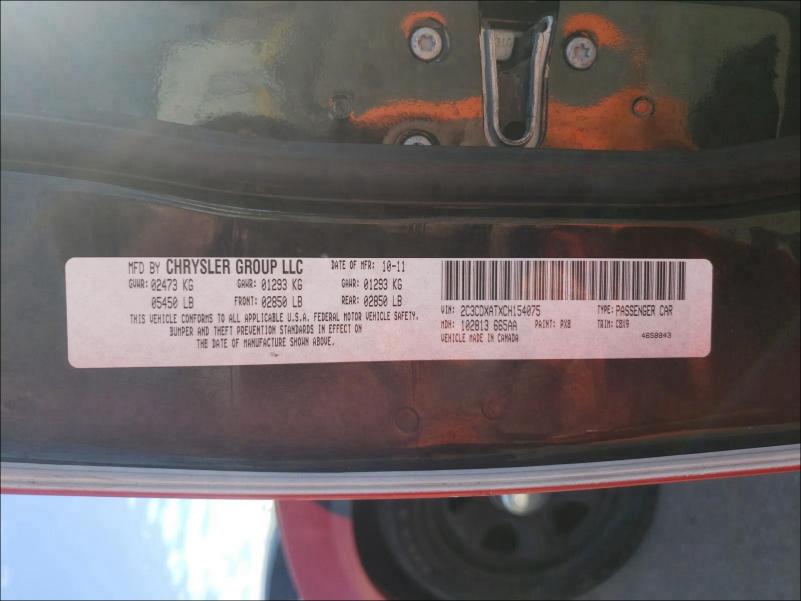 MFD BY CHRYSLER GROUP LLC DATE OF MFR: 10-11
GVWR: 02473 KG GAWR: 01293 KG GAWR: 01293 KG
05450 LB FRONT: 02850 LB REAR: 02850 LB
THIS VEHICLE CONFORMS TO ALL APPLICABLE U.S.A. FEDERAL MOTOR VEHICLE SAFETY,
BUMPER AND THEFT PREVENTION STANDARDS IN EFFECT ON
THE DATE OF MANUFACTURE SHOWN ABOVE.
VIN: 2C3CDXATXCH154075 TYPE: PASSENGER CAR
MDH: 102813 665AA PAINT: PX8 TRIM: C8X9
VEHICLE MADE IN CANADA 4658843